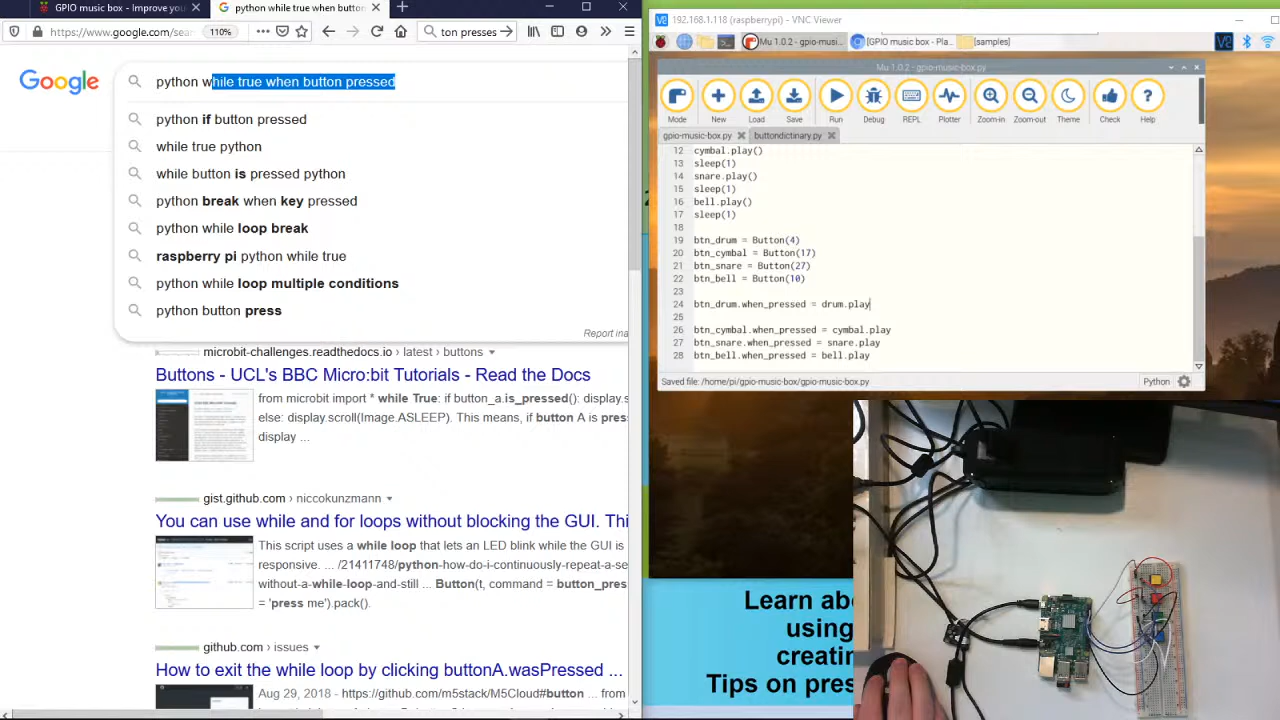 GPIO music box - Improve you
python while true when button
https://www.google.com/sear
110%
ton presses
Google
python while true when button pressed
python if button pressed
while true python
while button is pressed python
python break when key pressed
python while loop break
raspberry pi python while true
python while loop multiple conditions
python button press
Report ina
microbit-challenges.readthedocs.io › latest › buttons
Buttons - UCL's BBC Micro:bit Tutorials - Read the Docs
from microbit import * while True: if button_a.is_pressed(): display.s
else: display scroll(Image.ASLEEP). This means, if button A is press
display ...
gist.github.com › niccokunzmann
You can use while and for loops without blocking the GUI. Thi
This script uses a while loop that lets an LED blink while the GUI is
responsive. ... /21411748/python-how-do-i-continuously-repeat-a-se
without-a-while-loop-and-still ... Button(t, command = button_pres
= 'press me').pack().
github.com › issues
How to exit the while loop by clicking buttonA.wasPressed ...
Aug 29, 2018 - https://github.com/m5stack/M5Cloud#button ... from
192.168.1.118 (raspberrypi) - VNC Viewer
Mu 1.0.2 - gpio-musi...
[GPIO music box - Pla...
[samples]
Mu 1.0.2 - gpio-music-box.py
Mode
New
Load
Save
Run
Debug
REPL
Plotter
Zoom-in
Zoom-out
Theme
Check
Help
gpio-music-box.py
buttondictinary.py
12 cymbal.play()
13 sleep(1)
14 snare.play()
15 sleep(1)
16 bell.play()
17 sleep(1)
18
19 btn_drum = Button(4)
20 btn_cymbal = Button(17)
21 btn_snare = Button(27)
22 btn_bell = Button(10)
23
24 btn_drum.when_pressed = drum.play
25
26 btn_cymbal.when_pressed = cymbal.play
27 btn_snare.when_pressed = snare.play
28 btn_bell.when_pressed = bell.play
Saved file: /home/pi/gpio-music-box/gpio-music-box.py
Python
Learn abo
using
creatin
Tips on pres